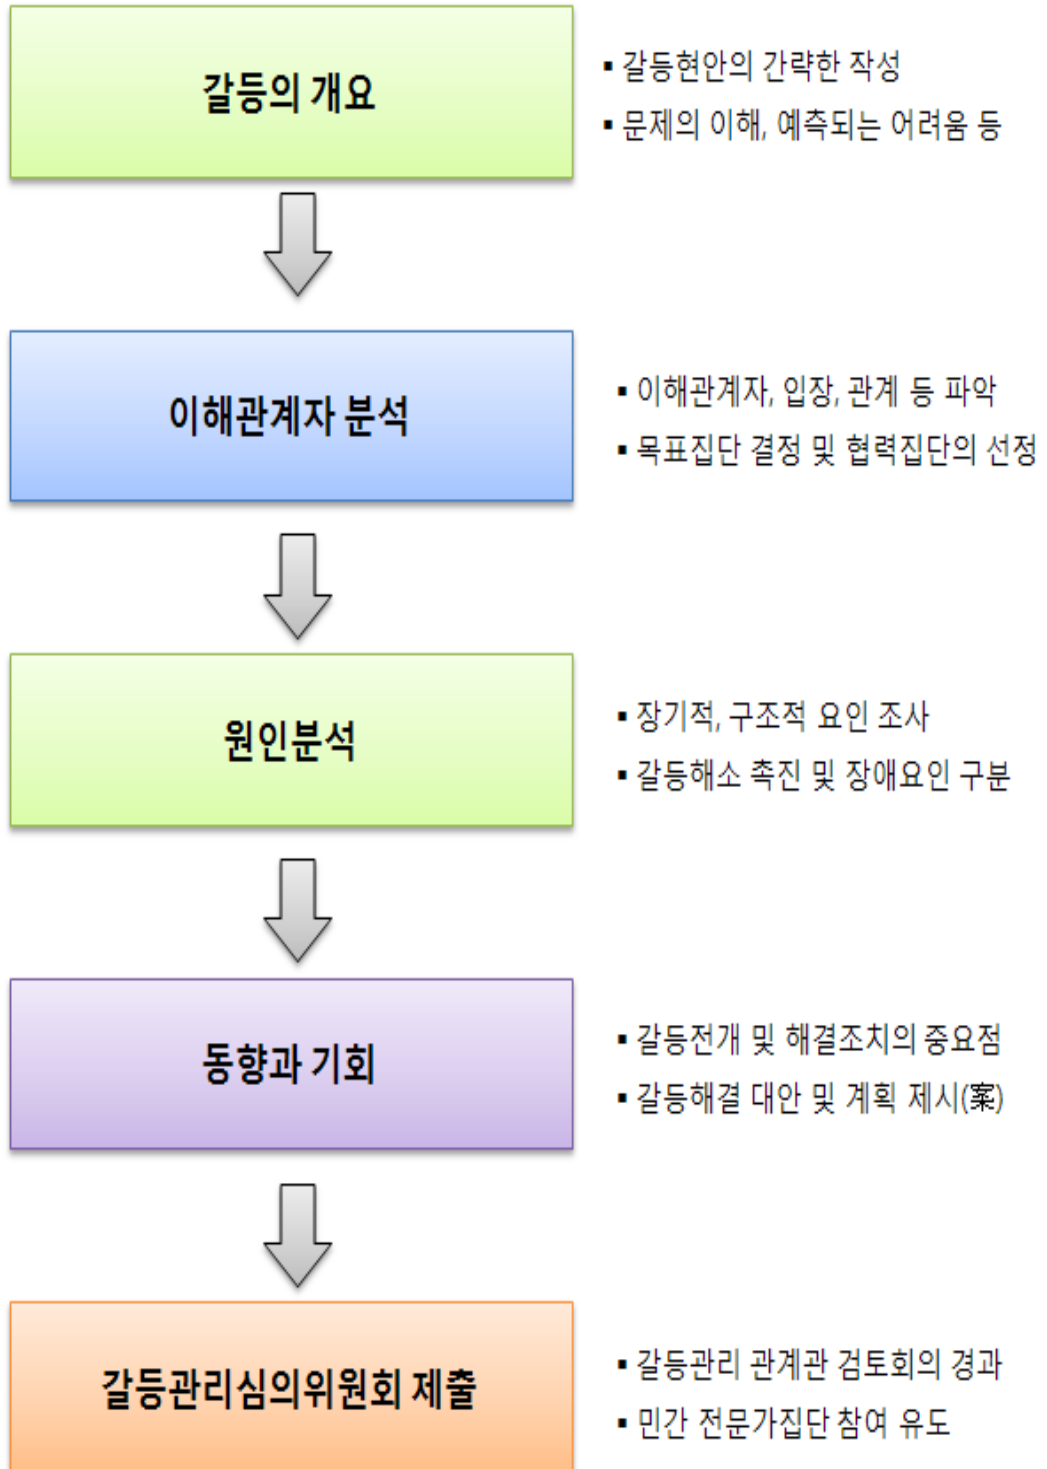 갈등의 개요
▪ 갈등현안의 간략한 작성
▪ 문제의 이해, 예측되는 어려움 등
이해관계자 분석
▪ 이해관계자, 입장, 관계 등 파악
▪ 목표집단 결정 및 협력집단의 선정
원인분석
▪ 장기적, 구조적 요인 조사
▪ 갈등해소 촉진 및 장애요인 구분
동향과 기회
▪ 갈등전개 및 해결조치의 중요점
▪ 갈등해결 대안 및 계획 제시(案)
갈등관리심의위원회 제출
▪ 갈등관리 관계관 검토회의 경과
▪ 민간 전문가집단 참여 유도